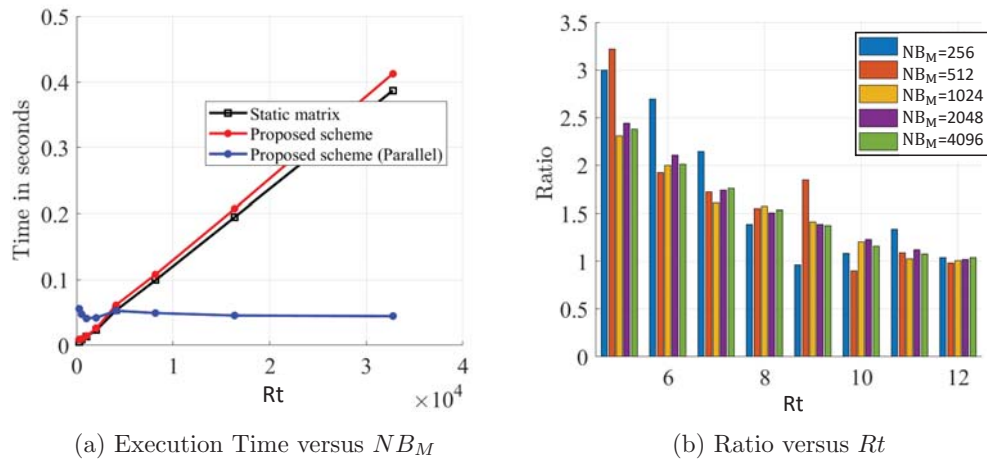 0.5
0.4
0.3
0.2
0.1
0
Time in seconds
Static matrix
Proposed scheme
Proposed scheme (Parallel)
0 1 2 3 4
×10⁴
Rt
(a) Execution Time versus NB_M
3.5
3
2.5
2
1.5
1
0.5
0
Ratio
NB_M=256
NB_M=512
NB_M=1024
NB_M=2048
NB_M=4096
6 8 10 12
Rt
(b) Ratio versus Rt